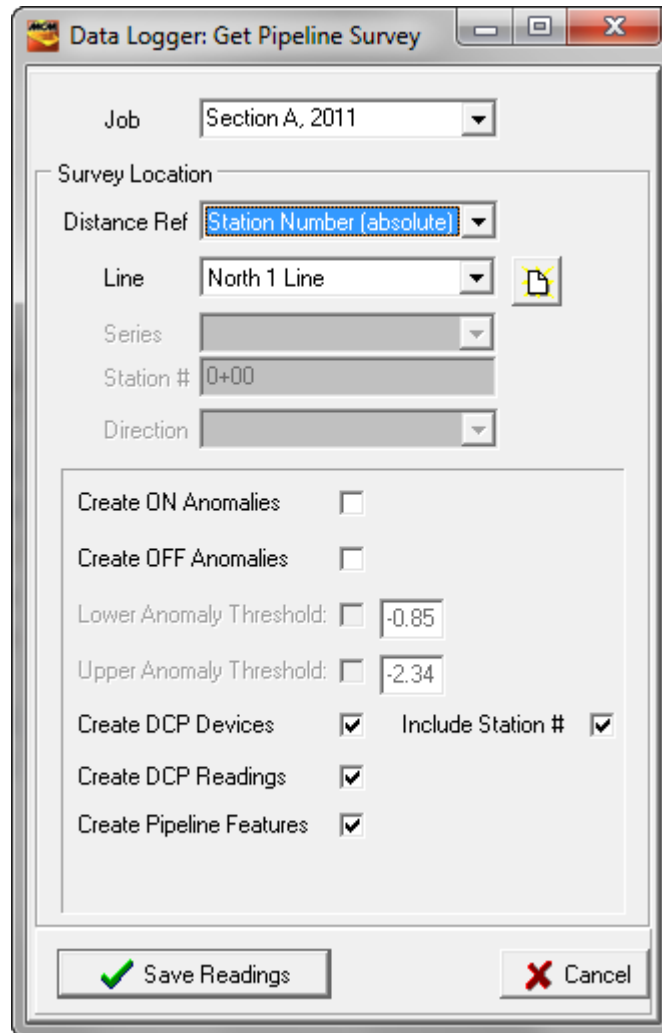 MCM
Data Logger: Get Pipeline Survey
Job Section A, 2011
Survey Location
Distance Ref Station Number (absolute)
Line North 1 Line
Series
Station # 0+00
Direction
Create ON Anomalies
Create OFF Anomalies
Lower Anomaly Threshold: -0.85
Upper Anomaly Threshold: -2.34
Create DCP Devices Include Station #
Create DCP Readings
Create Pipeline Features
Save Readings Cancel